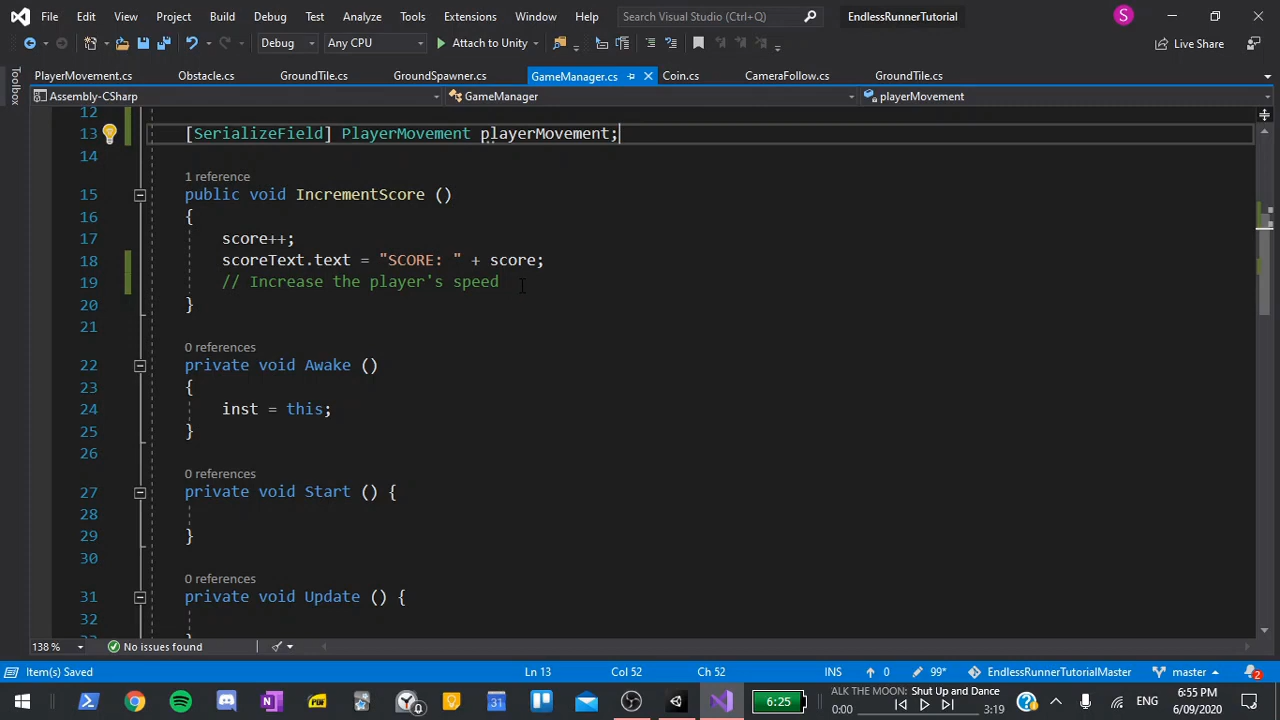 File Edit View Project Build Debug Test Analyze Tools Extensions Window Help Search Visual Studio (Ctrl+Q) EndlessRunnerTutorial S
Debug Any CPU Attach to Unity Live Share
Toolbox
PlayerMovement.cs Obstacle.cs GroundTile.cs GroundSpawner.cs GameManager.cs Coin.cs CameraFollow.cs GroundTile.cs
Assembly-CSharp GameManager playerMovement
12
13 [SerializeField] PlayerMovement playerMovement;
14
1 reference
15 public void IncrementScore ()
16 {
17 score++;
18 scoreText.text = "SCORE: " + score;
19 // Increase the player's speed
20 }
21
0 references
22 private void Awake ()
23 {
24 inst = this;
25 }
26
0 references
27 private void Start () {
28
29 }
30
0 references
31 private void Update () {
32
138 % No issues found
Item(s) Saved Ln 13 Col 52 Ch 52 INS 0 99* EndlessRunnerTutorialMaster master 2
6:25 ALK THE MOON: Shut Up and Dance
0:00 3:19 ENG 6:55 PM
6/09/2020